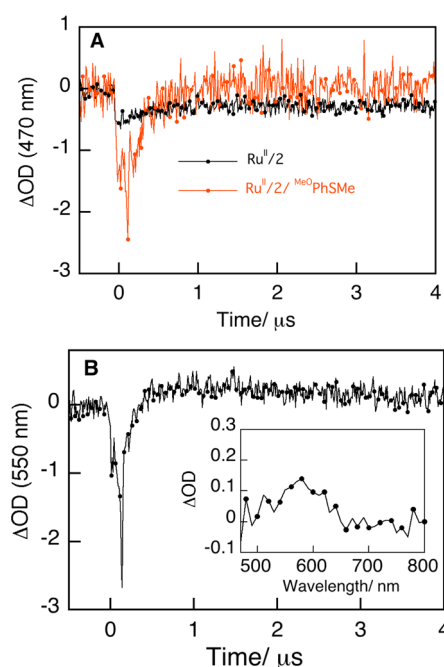 A
1
0
-1
-2
-3
ΔOD (470 nm)
Ru^II/2
Ru^II/2/ ^MeOPhSMe
0 1 2 3 4
Time/ μs
B
0
-1
-2
-3
ΔOD (550 nm)
0.3
0.2
0.1
0
-0.1
ΔOD
500 600 700 800
Wavelength/ nm
0 1 2 3 4
Time/ μs